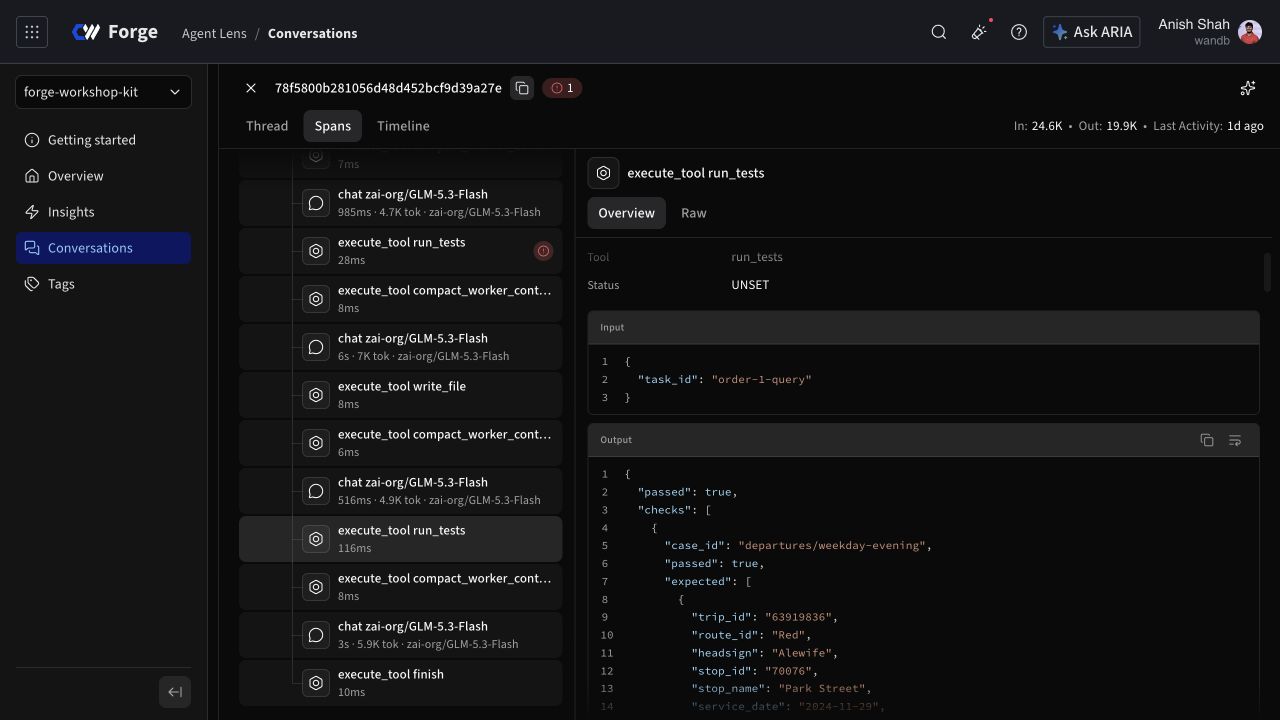 Forge
Agent Lens / Conversations
Ask ARIA
Anish Shah
wandb
forge-workshop-kit
Getting started
Overview
Insights
Conversations
Tags
78f5800b281056d48d452bcf9d39a27e
1
Thread
Spans
Timeline
In: 24.6K • Out: 19.9K • Last Activity: 1d ago
7ms
chat zai-org/GLM-5.3-Flash
985ms · 4.7K tok · zai-org/GLM-5.3-Flash
execute_tool run_tests
28ms
execute_tool compact_worker_cont...
8ms
chat zai-org/GLM-5.3-Flash
6s · 7K tok · zai-org/GLM-5.3-Flash
execute_tool write_file
8ms
execute_tool compact_worker_cont...
6ms
chat zai-org/GLM-5.3-Flash
516ms · 4.9K tok · zai-org/GLM-5.3-Flash
execute_tool run_tests
116ms
execute_tool compact_worker_cont...
8ms
chat zai-org/GLM-5.3-Flash
3s · 5.9K tok · zai-org/GLM-5.3-Flash
execute_tool finish
10ms
execute_tool run_tests
Overview
Raw
Tool run_tests
Status UNSET
Input
1 {
2 "task_id": "order-1-query"
3 }
Output
1 {
2 "passed": true,
3 "checks": [
4 {
5 "case_id": "departures/weekday-evening",
6 "passed": true,
7 "expected": [
8 {
9 "trip_id": "63919836",
10 "route_id": "Red",
11 "headsign": "Alewife",
12 "stop_id": "70076",
13 "stop_name": "Park Street",
14 "service_date": "2024-11-29",